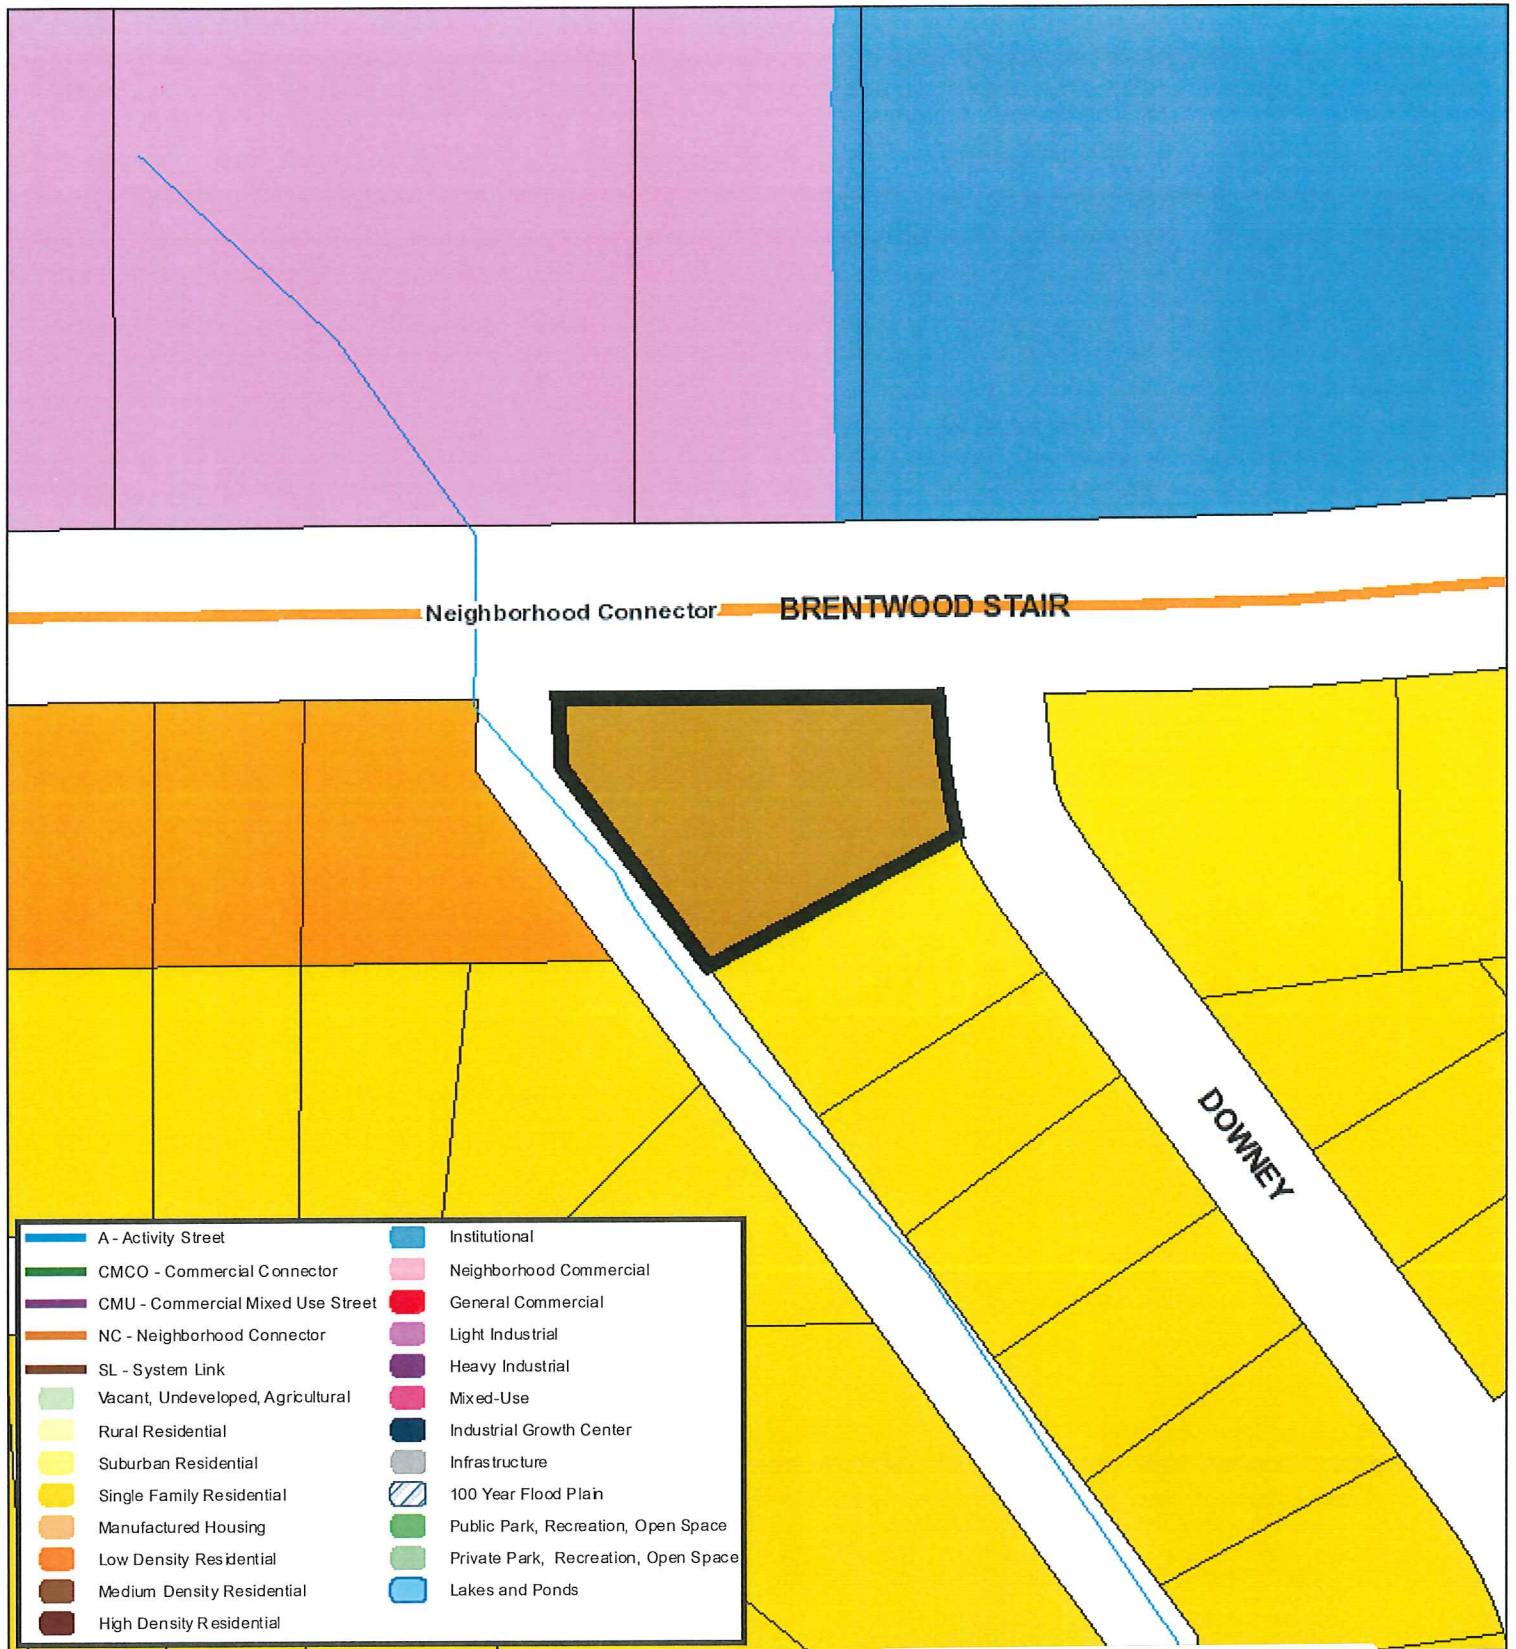 Neighborhood Connector BRENTWOOD STAIR
DOWNEY
A - Activity Street
CMCO - Commercial Connector
CMU - Commercial Mixed Use Street
NC - Neighborhood Connector
SL - System Link
Vacant, Undeveloped, Agricultural
Rural Residential
Suburban Residential
Single Family Residential
Manufactured Housing
Low Density Residential
Medium Density Residential
High Density Residential
Institutional
Neighborhood Commercial
General Commercial
Light Industrial
Heavy Industrial
Mixed-Use
Industrial Growth Center
Infrastructure
100 Year Flood Plain
Public Park, Recreation, Open Space
Private Park, Recreation, Open Space
Lakes and Ponds